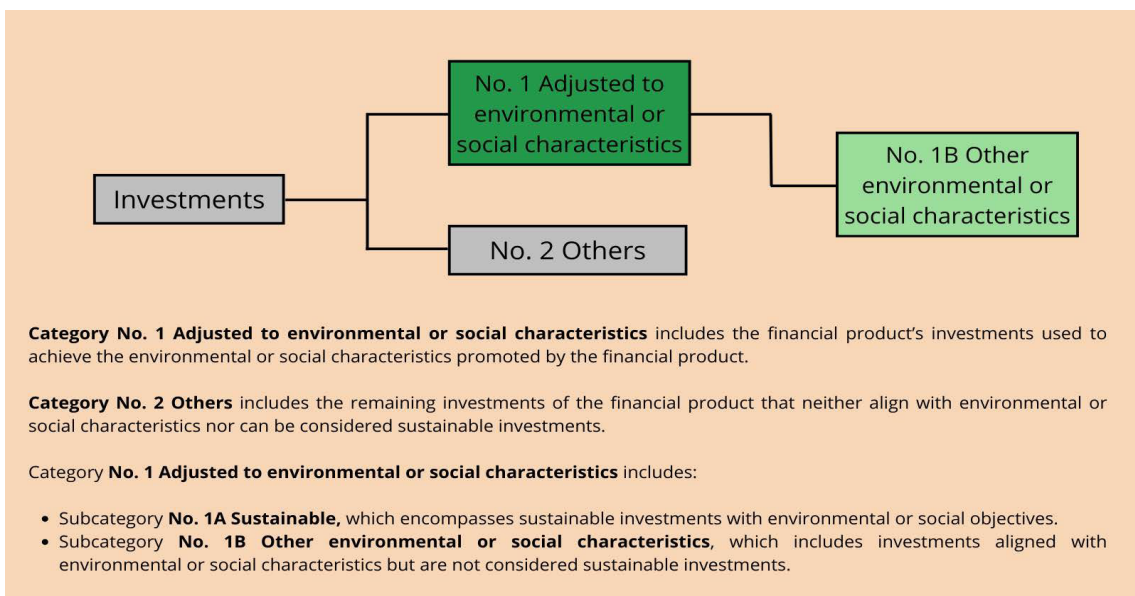 No. 1 Adjusted to
environmental or
social characteristics
No. 1B Other
environmental or
social characteristics
Investments
No. 2 Others
Category No. 1 Adjusted to environmental or social characteristics includes the financial product’s investments used to
achieve the environmental or social characteristics promoted by the financial product.
Category No. 2 Others includes the remaining investments of the financial product that neither align with environmental or
social characteristics nor can be considered sustainable investments.
Category No. 1 Adjusted to environmental or social characteristics includes:
• Subcategory No. 1A Sustainable, which encompasses sustainable investments with environmental or social objectives.
• Subcategory No. 1B Other environmental or social characteristics, which includes investments aligned with
environmental or social characteristics but are not considered sustainable investments.